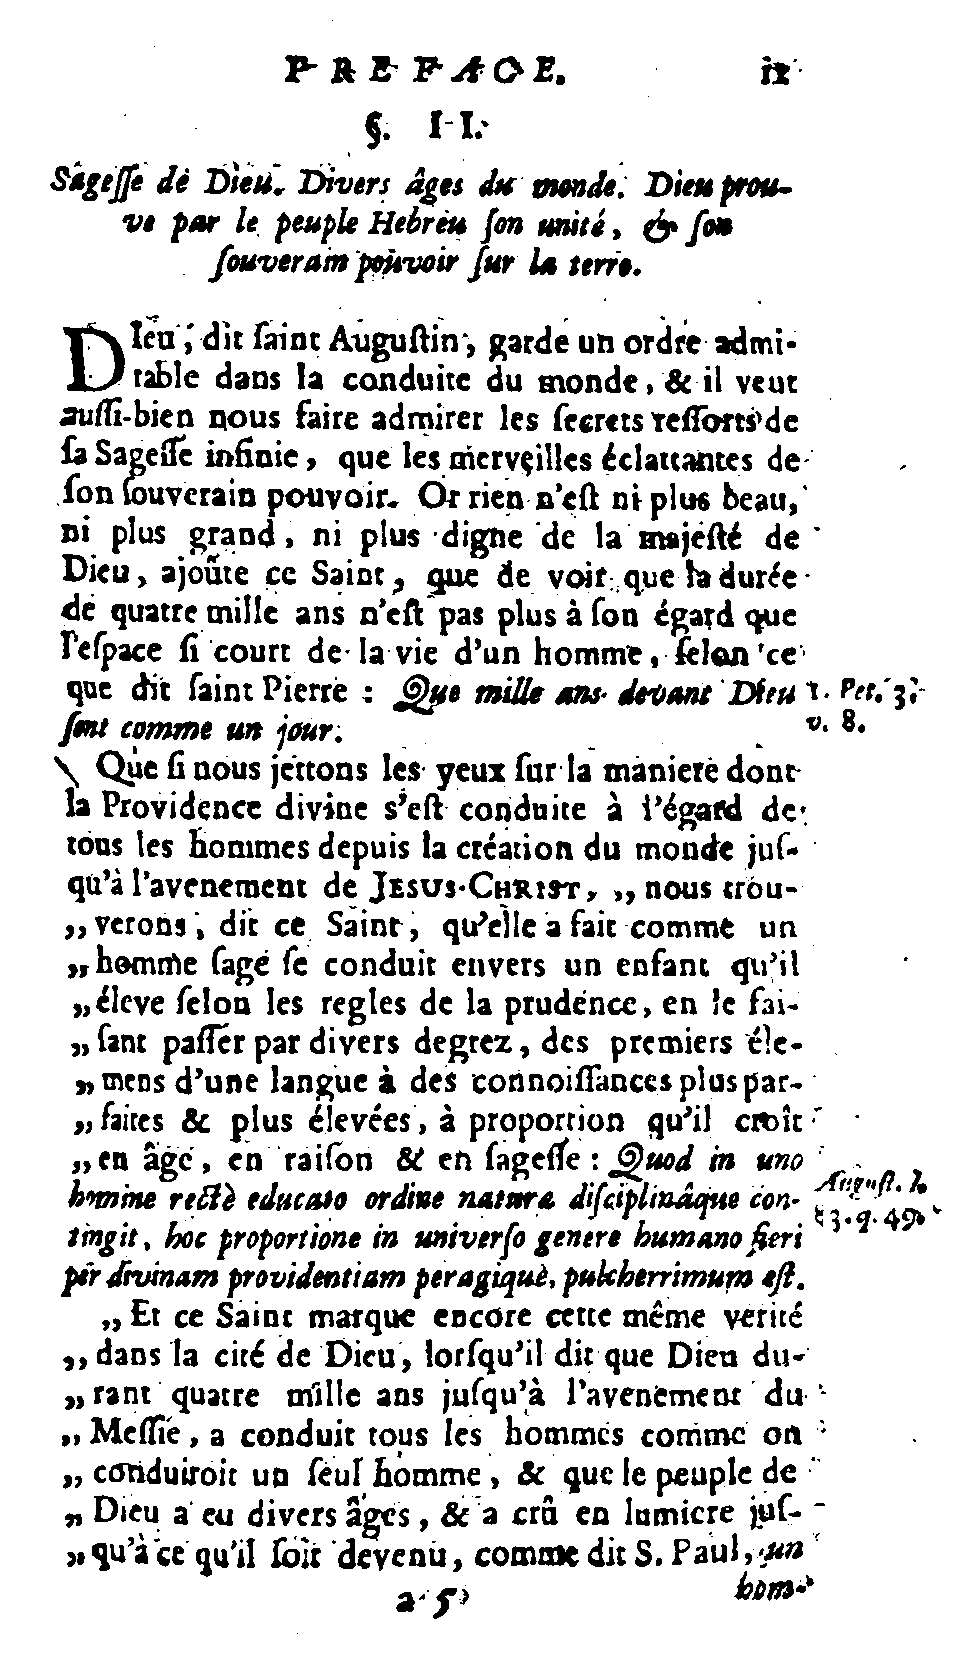 PREFACE. ix
§. II.
Sagesse de Dieu. Divers âges du monde. Dieu prou-
ve par le peuple Hebreu son unité, & son
souverain pouvoir sur la terre.
DIeu, dit saint Augustin, garde un ordre admi-
rable dans la conduite du monde, & il veut
aussi-bien nous faire admirer les secrets ressorts de
sa Sagesse infinie, que les merveilles éclattantes de
son souverain pouvoir. Or rien n'est ni plus beau,
ni plus grand, ni plus digne de la majesté de
Dieu, ajoûte ce Saint, que de voir que la durée
de quatre mille ans n'est pas plus à son égard que
l'espace si court de la vie d'un homme, selon ce
que dit saint Pierre : Que mille ans devant Dieu
sont comme un jour.
1. Pet. 3.
v. 8.
Que si nous jettons les yeux sur la maniere dont
la Providence divine s'est conduite à l'égard de
tous les hommes depuis la création du monde jus-
qu'à l'avenement de JESUS-CHRIST, ,, nous trou-
,, verons, dit ce Saint, qu'elle a fait comme un
,, homme sage se conduit envers un enfant qu'il
,, éleve selon les regles de la prudence, en le fai-
,, sant passer par divers degrez, des premiers éle-
,, mens d'une langue à des connoissances plus par-
,, faites & plus élevées, à proportion qu'il croît
,, en âge, en raison & en sagesse : Quod in uno
homine rectè educato ordine naturæ disciplinâque con-
tingit, hoc proportione in universo genere humano fieri
per divinam providentiam peragique, pulcherrimum est.
August. l.
83. q. 49.
,, Et ce Saint marque encore cette même verité
,, dans la cité de Dieu, lorsqu'il dit que Dieu du-
,, rant quatre mille ans jusqu'à l'avenement du
,, Messie, a conduit tous les hommes comme on
,, conduiroit un seul homme, & que le peuple de
,, Dieu a eu divers âges, & a crû en lumiere jus-
,, qu'à ce qu'il soit devenu, comme dit S. Paul, un
a 5 hom-